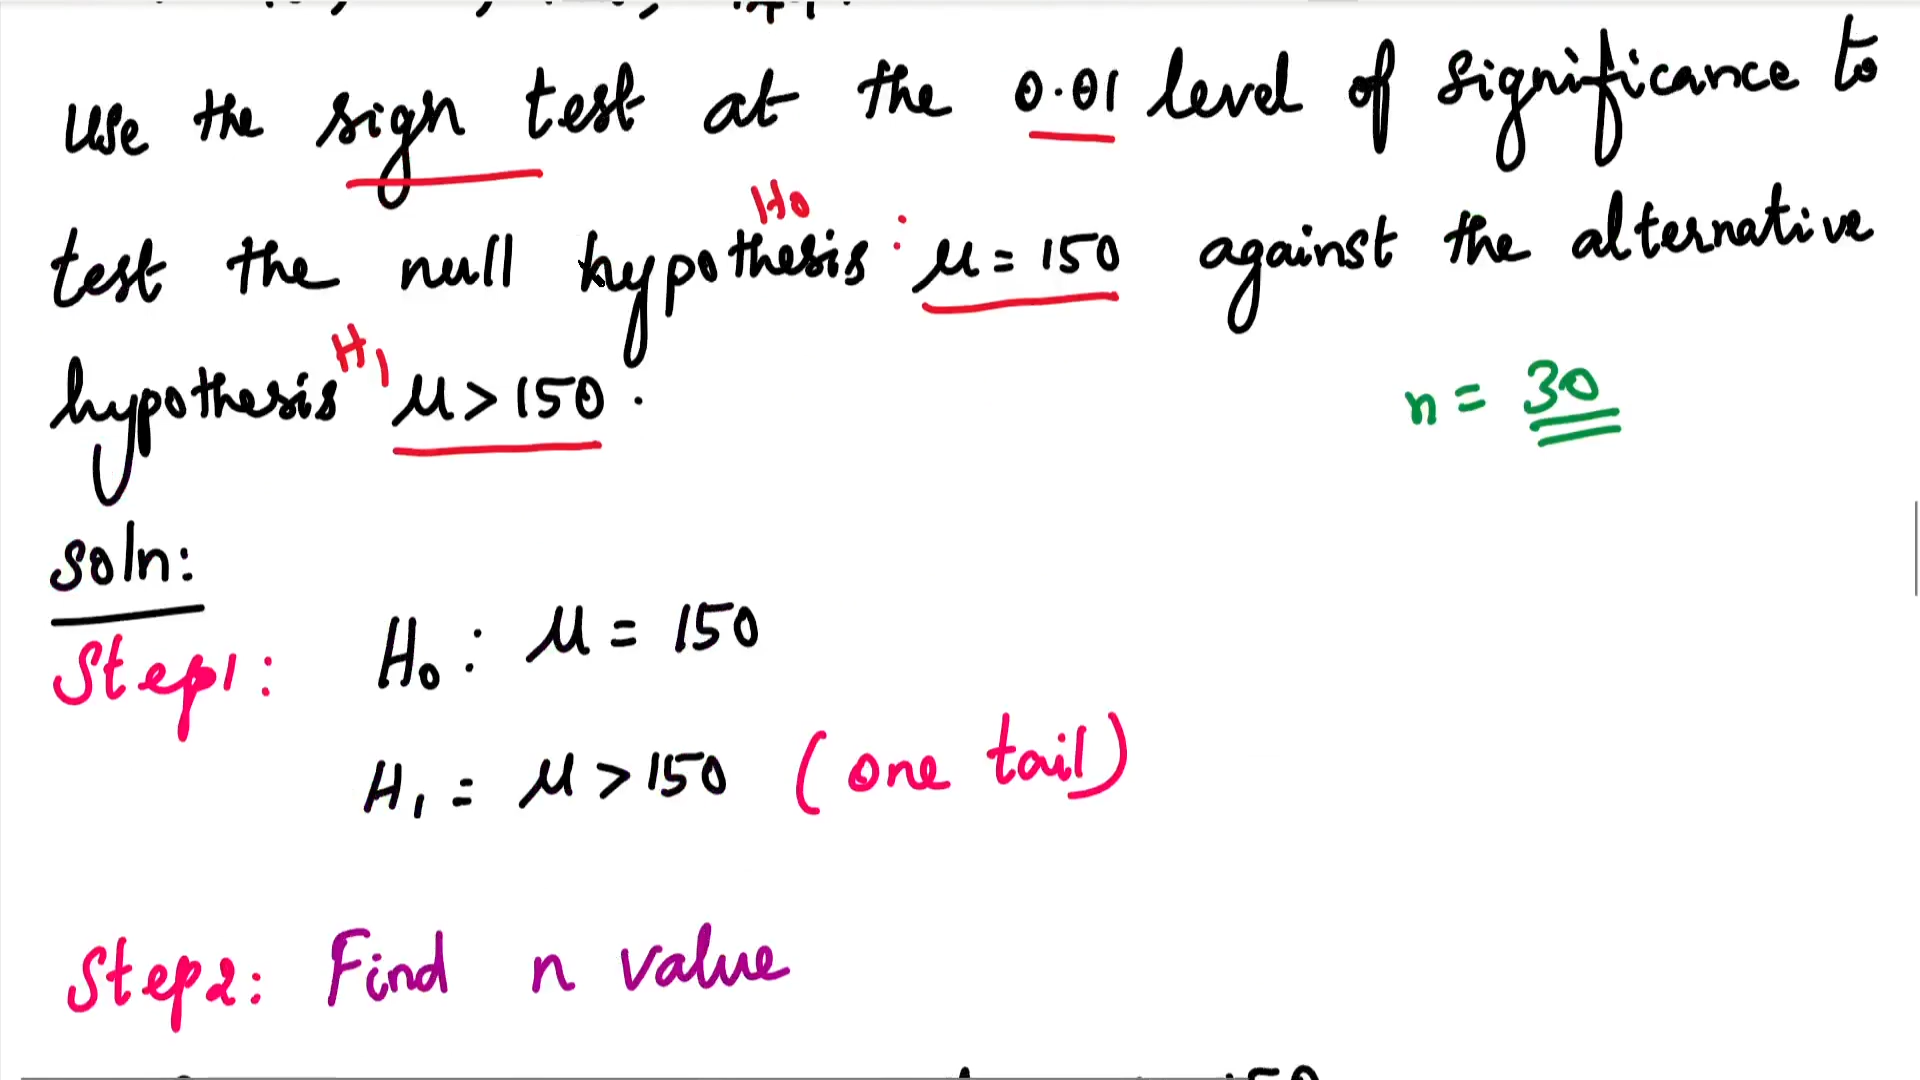 use the sign test at the 0.01 level of significance to
H0
test the null hypothesis : μ = 150 against the alternative
H1
hypothesis μ > 150 .
n = 30
Soln:
Step1: H0 : μ = 150
H1 = μ > 150 (one tail)
Step2: Find n value